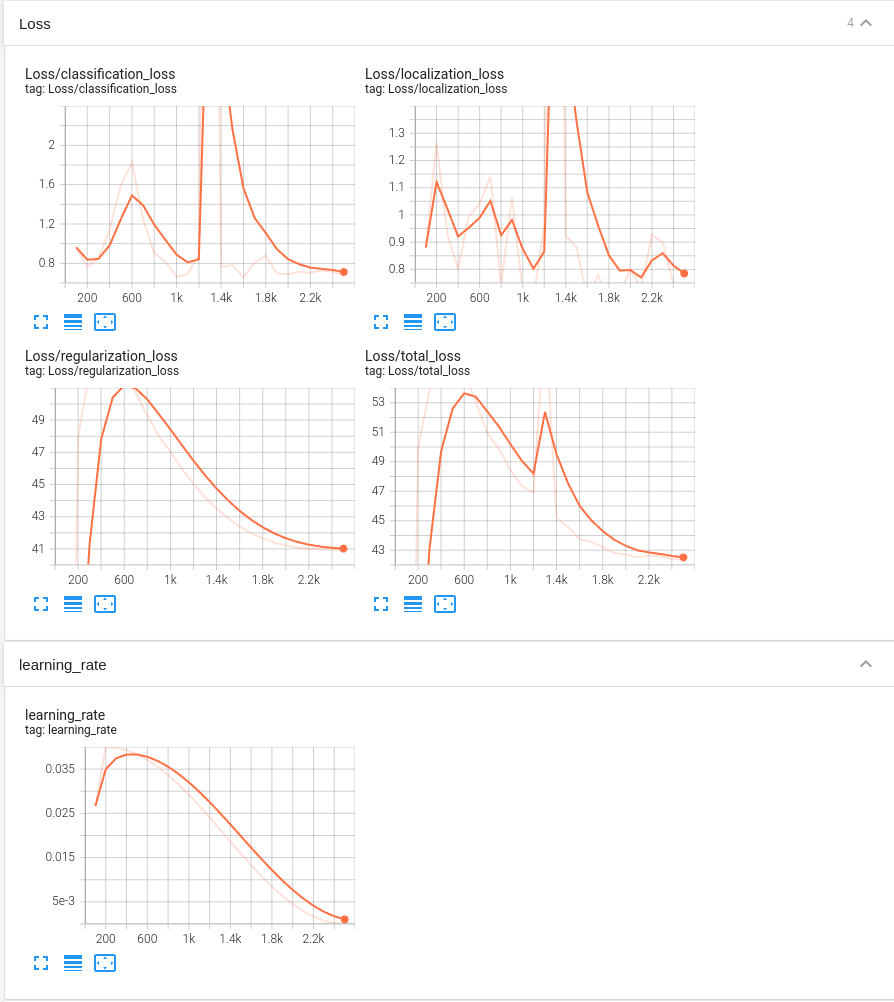 Loss
4
Loss/classification_loss
tag: Loss/classification_loss
2
1.6
1.2
0.8
200 600 1k 1.4k 1.8k 2.2k
Loss/localization_loss
tag: Loss/localization_loss
1.3
1.2
1.1
1
0.9
0.8
200 600 1k 1.4k 1.8k 2.2k
Loss/regularization_loss
tag: Loss/regularization_loss
49
47
45
43
41
200 600 1k 1.4k 1.8k 2.2k
Loss/total_loss
tag: Loss/total_loss
53
51
49
47
45
43
200 600 1k 1.4k 1.8k 2.2k
learning_rate
learning_rate
tag: learning_rate
0.035
0.025
0.015
5e-3
200 600 1k 1.4k 1.8k 2.2k